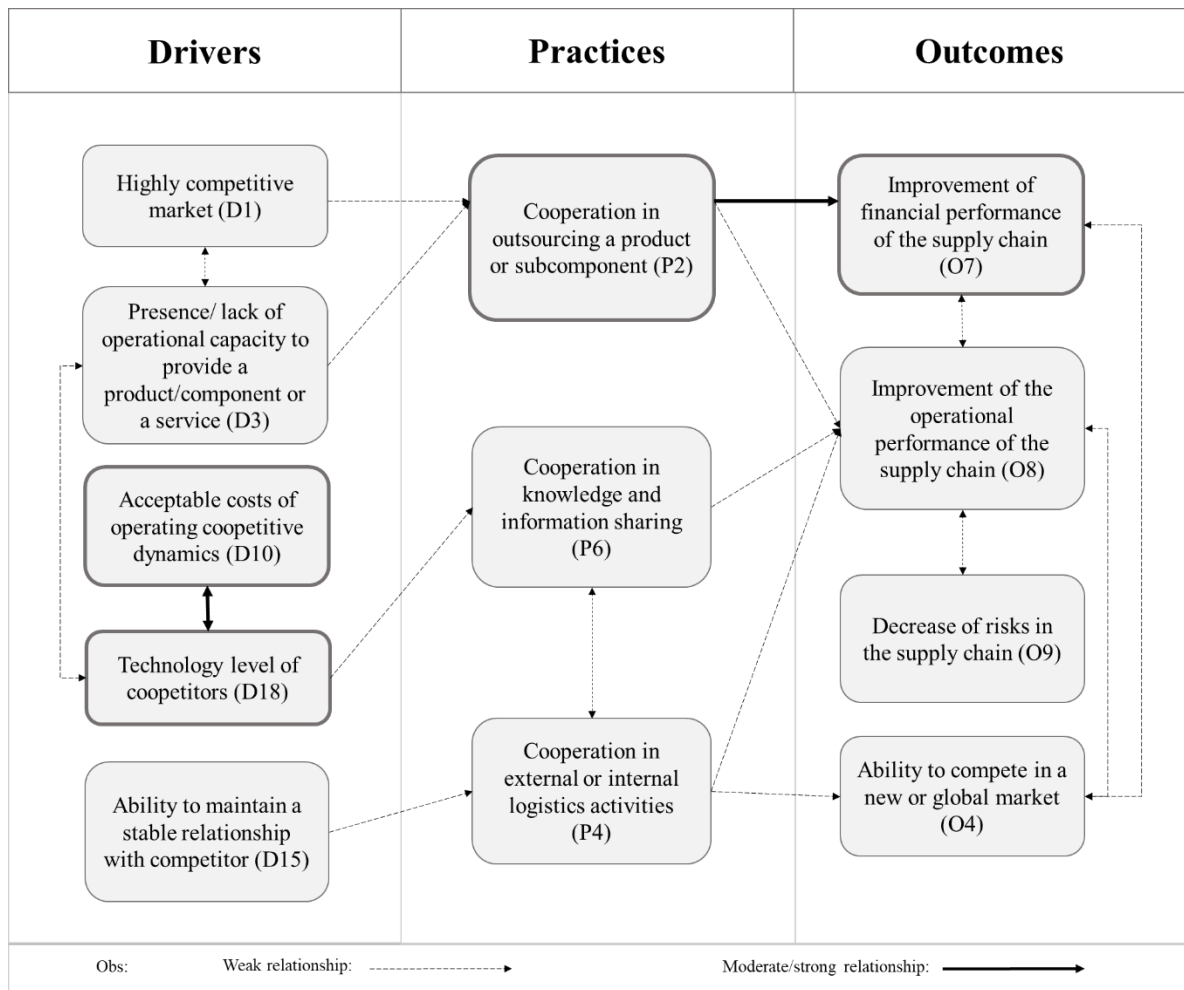 Drivers
Practices
Outcomes
Highly competitive
market (D1)
Presence/ lack of
operational capacity to
provide a
product/component or
a service (D3)
Acceptable costs of
operating coopetitive
dynamics (D10)
Technology level of
coopetitors (D18)
Ability to maintain a
stable relationship
with competitor (D15)
Cooperation in
outsourcing a product
or subcomponent (P2)
Cooperation in
knowledge and
information sharing
(P6)
Cooperation in
external or internal
logistics activities
(P4)
Improvement of
financial performance
of the supply chain
(O7)
Improvement of the
operational
performance of the
supply chain (O8)
Decrease of risks in
the supply chain (O9)
Ability to compete in a
new or global market
(O4)
Obs:
Weak relationship:
Moderate/strong relationship: